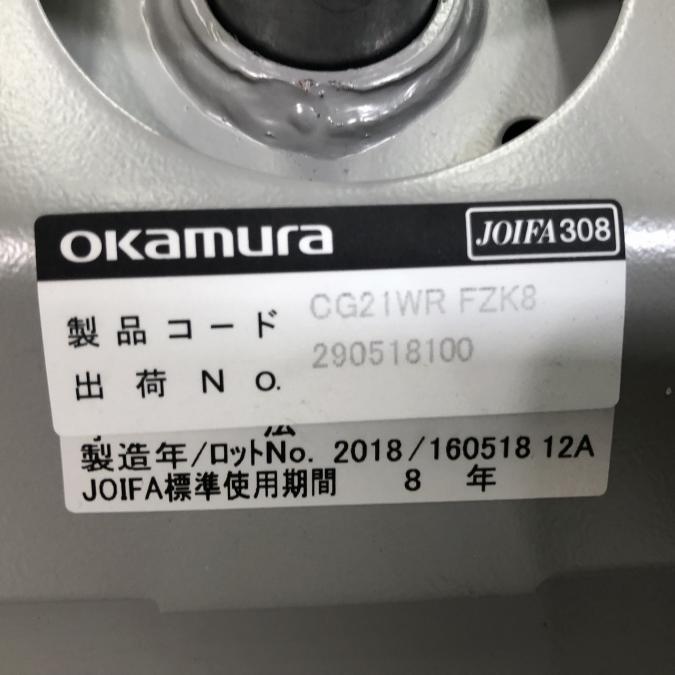 okamura
JOIFA308
製品コード CG21WR FZK8
出荷No. 290518100
法
製造年/ロットNo. 2018/160518 12A
JOIFA標準使用期間 8 年